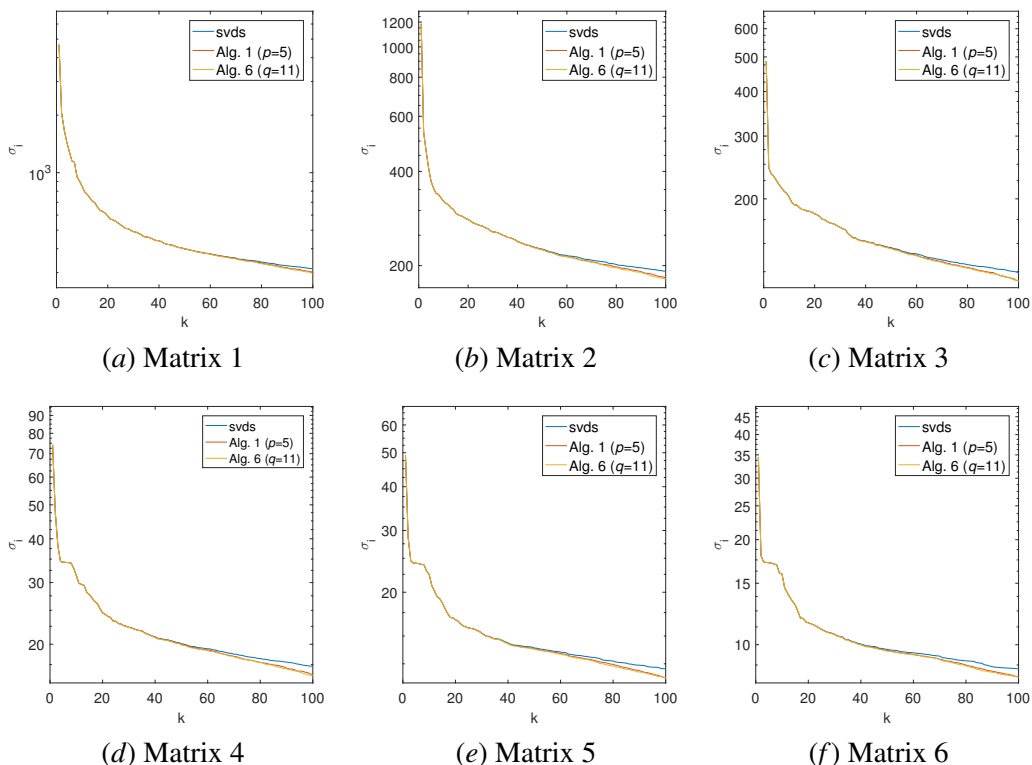 svds
Alg. 1 (p=5)
Alg. 6 (q=11)
10³
σi
0 20 40 60 80 100
k
(a) Matrix 1
svds
Alg. 1 (p=5)
Alg. 6 (q=11)
1200
1000
800
600
400
200
σi
0 20 40 60 80 100
k
(b) Matrix 2
svds
Alg. 1 (p=5)
Alg. 6 (q=11)
600
500
400
300
200
σi
0 20 40 60 80 100
k
(c) Matrix 3
svds
Alg. 1 (p=5)
Alg. 6 (q=11)
90
80
70
60
50
40
30
20
σi
0 20 40 60 80 100
k
(d) Matrix 4
svds
Alg. 1 (p=5)
Alg. 6 (q=11)
60
50
40
30
20
σi
0 20 40 60 80 100
k
(e) Matrix 5
svds
Alg. 1 (p=5)
Alg. 6 (q=11)
45
40
35
30
25
20
15
10
σi
0 20 40 60 80 100
k
(f) Matrix 6